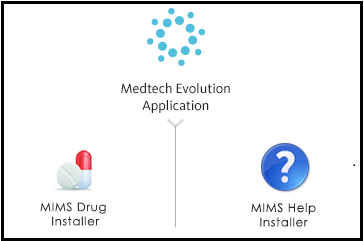 Medtech Evolution
Application
MIMS Drug
Installer
?
MIMS Help
Installer